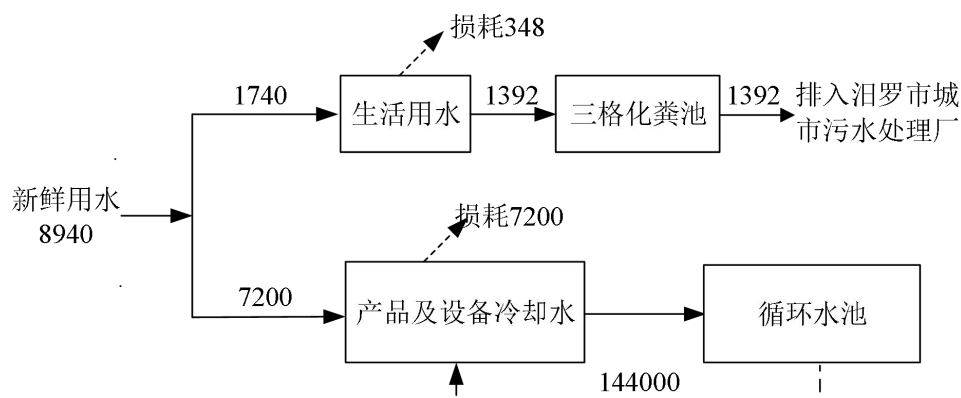 损耗348
1740
生活用水
1392
三格化粪池
1392
排入汨罗市城
市污水处理厂
新鲜用水
8940
损耗7200
7200
产品及设备冷却水
循环水池
144000